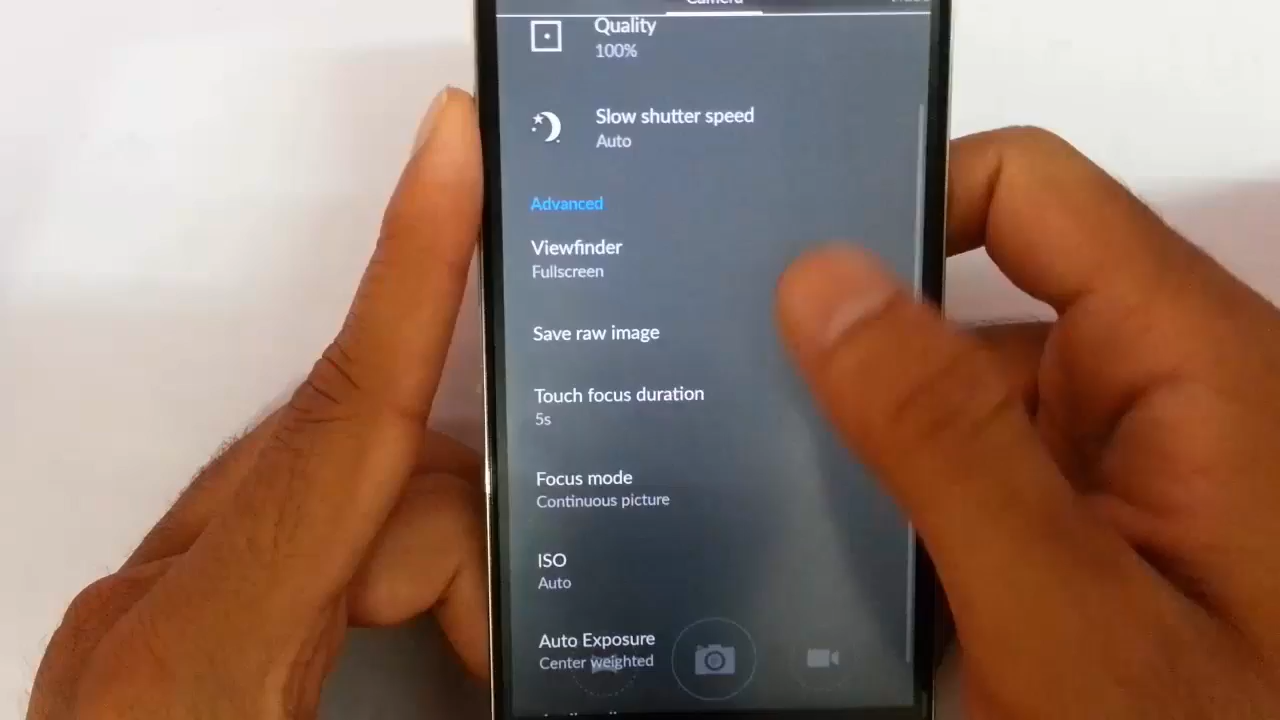 Camera
Quality
100%
Slow shutter speed
Auto
Advanced
Viewfinder
Fullscreen
Save raw image
Touch focus duration
5s
Focus mode
Continuous picture
ISO
Auto
Auto Exposure
Center weighted